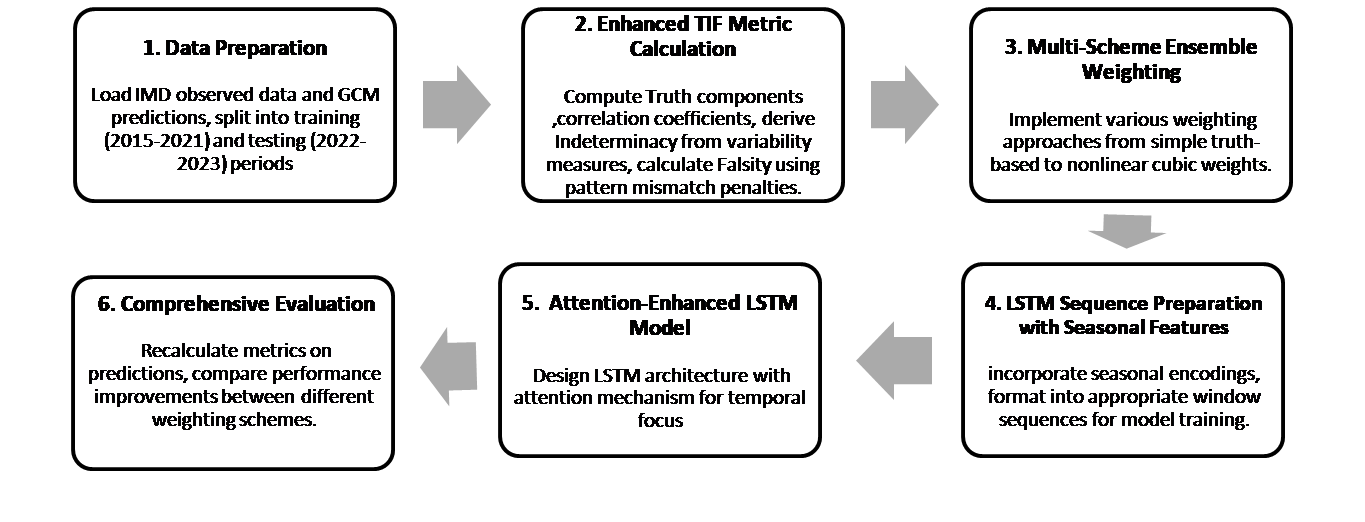 1. Data Preparation
Load IMD observed data and GCM
predictions, split into training
(2015-2021) and testing (2022-
2023) periods
2. Enhanced TIF Metric
Calculation
Compute Truth components
,correlation coefficients, derive
Indeterminacy from variability
measures, calculate Falsity using
pattern mismatch penalties.
3. Multi-Scheme Ensemble
Weighting
Implement various weighting
approaches from simple truth-
based to nonlinear cubic weights.
4. LSTM Sequence Preparation
with Seasonal Features
incorporate seasonal encodings,
format into appropriate window
sequences for model training.
5. Attention-Enhanced LSTM
Model
Design LSTM architecture with
attention mechanism for temporal
focus
6. Comprehensive Evaluation
Recalculate metrics on
predictions, compare performance
improvements between different
weighting schemes.